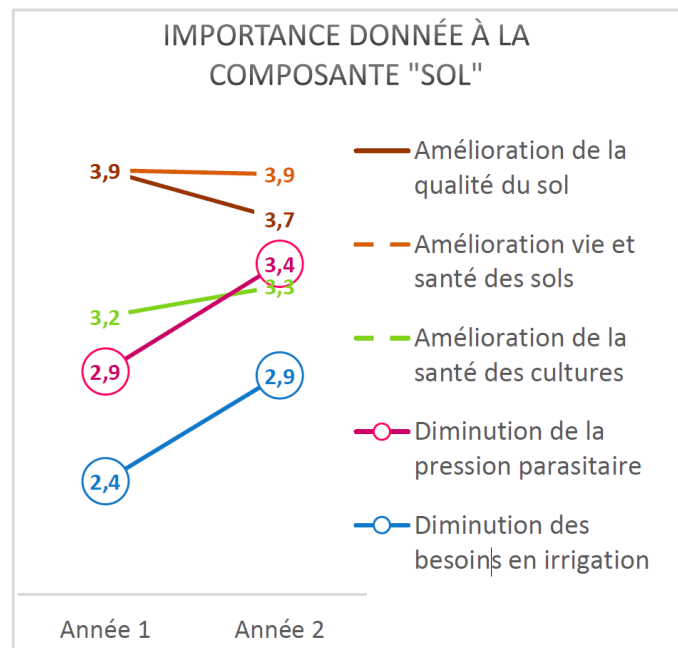 IMPORTANCE DONNÉE À LA
COMPOSANTE "SOL"
3,9
3,9
3,7
3,4
3,3
3,2
2,9
2,9
2,4
Amélioration de la
qualité du sol
Amélioration vie et
santé des sols
Amélioration de la
santé des cultures
Diminution de la
pression parasitaire
Diminution des
besoins en irrigation
Année 1
Année 2